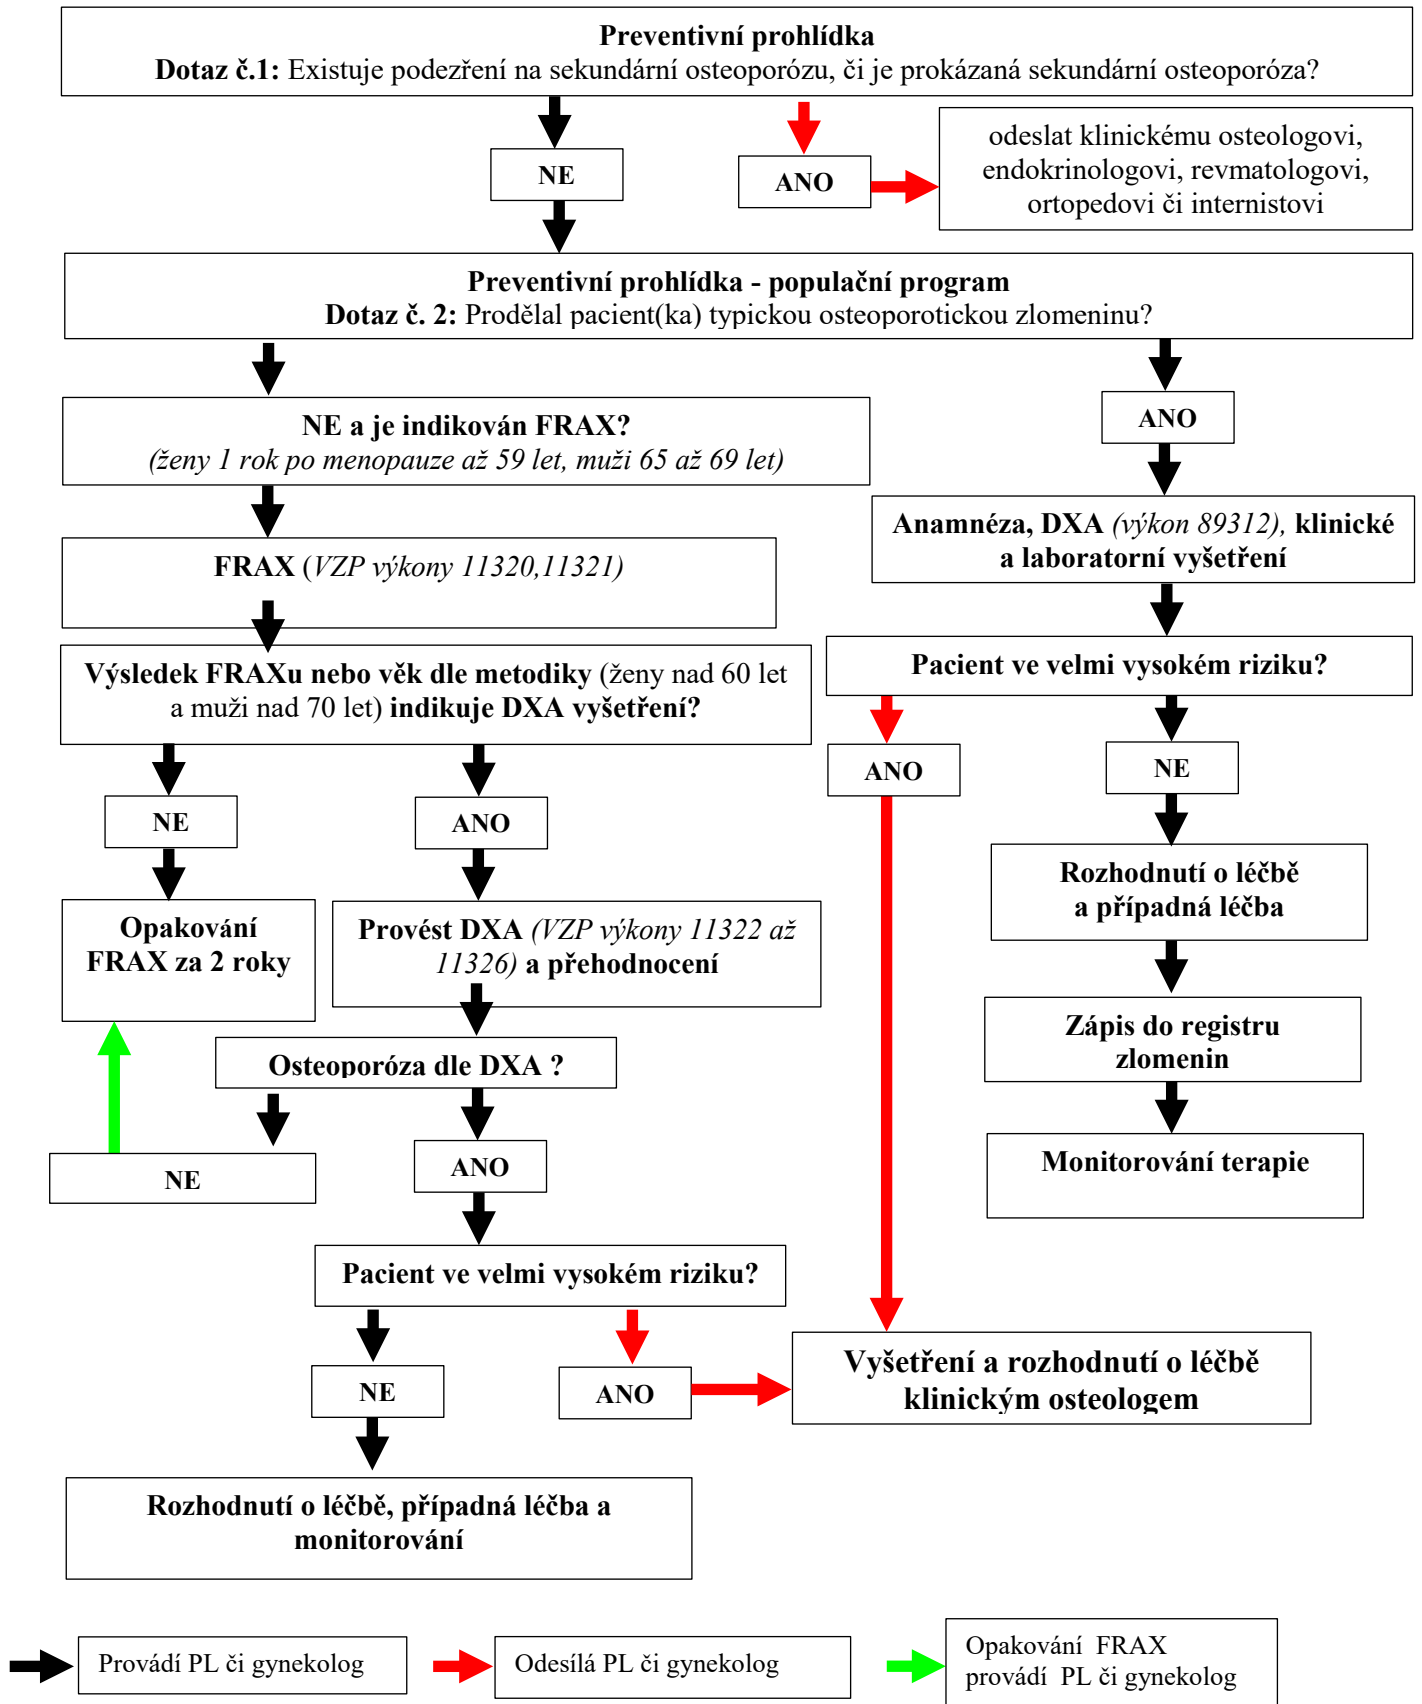 Preventivní prohlídka
Dotaz č.1: Existuje podezření na sekundární osteoporózu, či je prokázaná sekundární osteoporóza?
NE
ANO
odeslat klinickému osteologovi,
endokrinologovi, revmatologovi,
ortopedovi či internistovi
Preventivní prohlídka - populační program
Dotaz č. 2: Prodělal pacient(ka) typickou osteoporotickou zlomeninu?
NE a je indikován FRAX?
(ženy 1 rok po menopauze až 59 let, muži 65 až 69 let)
ANO
FRAX (VZP výkony 11320,11321)
Anamnéza, DXA (výkon 89312), klinické
a laboratorní vyšetření
Výsledek FRAXu nebo věk dle metodiky (ženy nad 60 let
a muži nad 70 let) indikuje DXA vyšetření?
Pacient ve velmi vysokém riziku?
NE
ANO
ANO
NE
Opakování
FRAX za 2 roky
Provést DXA (VZP výkony 11322 až
11326) a přehodnocení
Rozhodnutí o léčbě
a případná léčba
Osteoporóza dle DXA ?
Zápis do registru
zlomenin
NE
ANO
Monitorování terapie
Pacient ve velmi vysokém riziku?
NE
ANO
Vyšetření a rozhodnutí o léčbě
klinickým osteologem
Rozhodnutí o léčbě, případná léčba a
monitorování
Provádí PL či gynekolog
Odesílá PL či gynekolog
Opakování FRAX
provádí PL či gynekolog